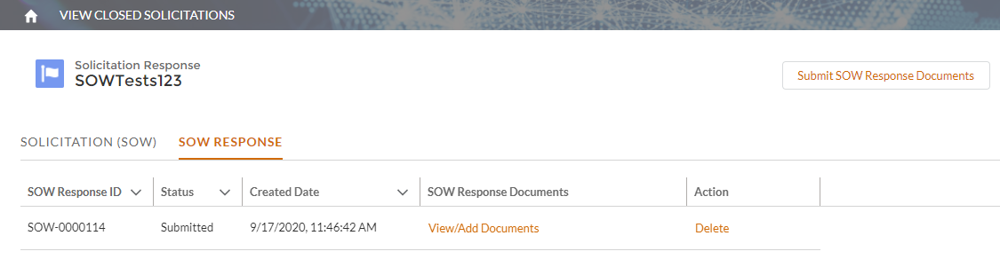 VIEW CLOSED SOLICITATIONS
Solicitation Response
SOWTests123
Submit SOW Response Documents
SOLICITATION (SOW) SOW RESPONSE
SOW Response ID Status Created Date SOW Response Documents Action
SOW-0000114 Submitted 9/17/2020, 11:46:42 AM View/Add Documents Delete